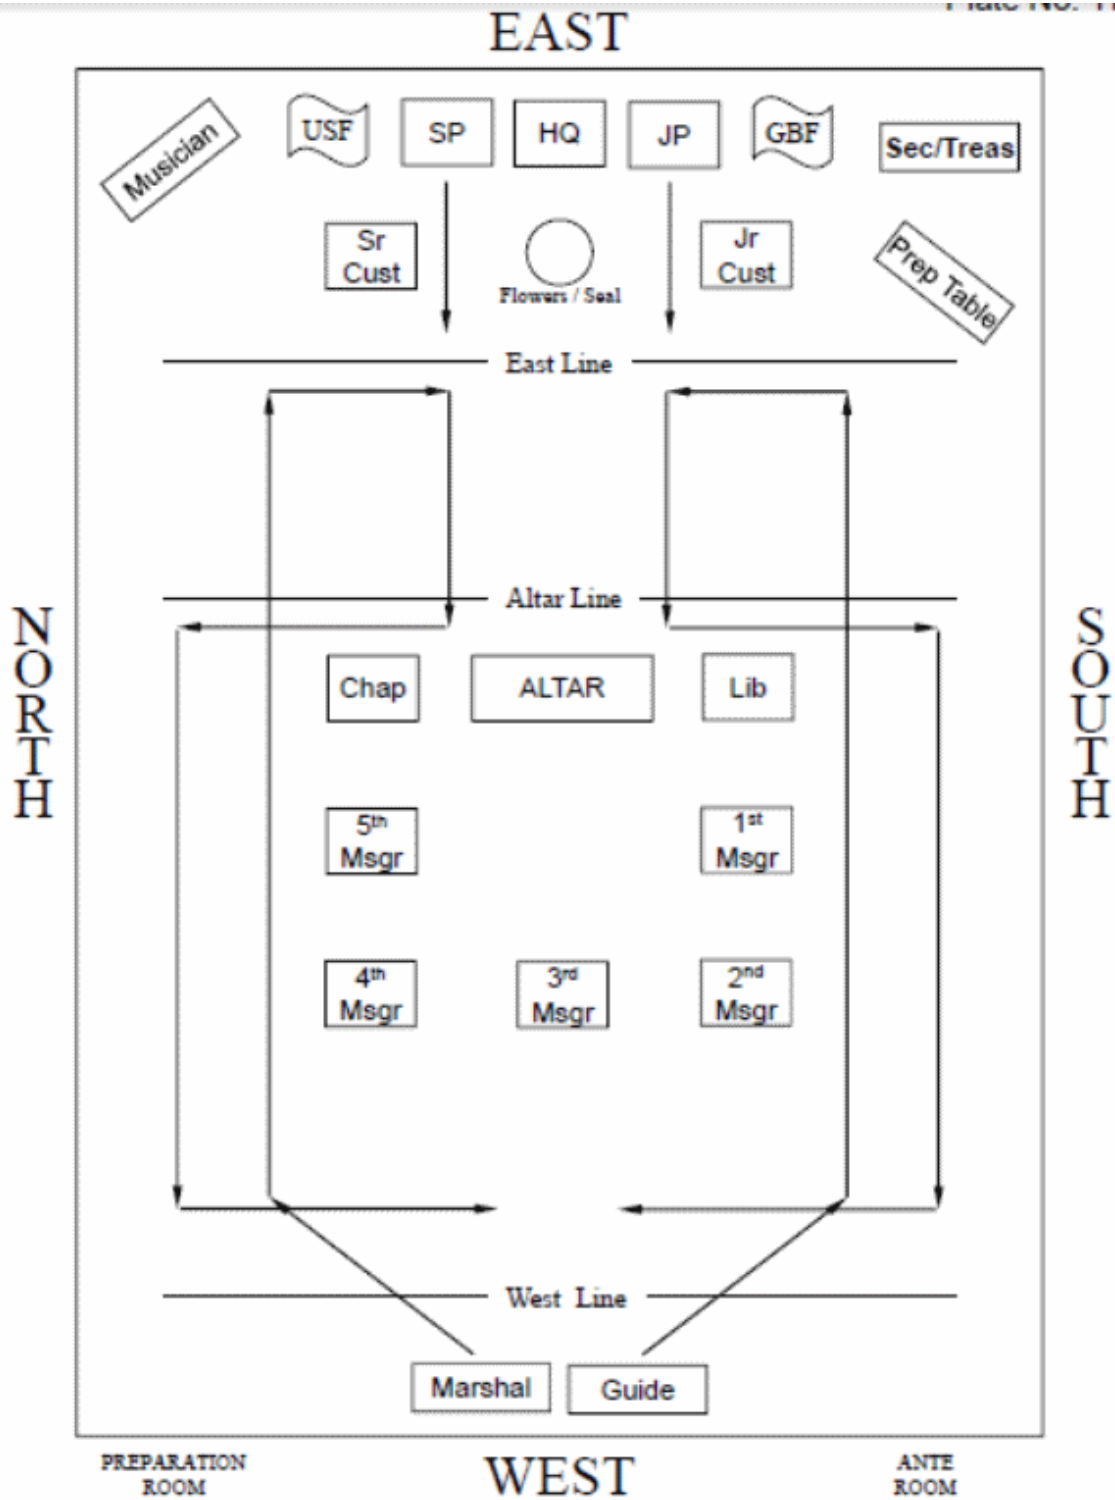 EAST
Musician
USF
SP
HQ
JP
GBF
Sec/Treas
Sr
Cust
Flowers / Seal
Jr
Cust
Prep Table
East Line
Altar Line
NORTH
SOUTH
Chap
ALTAR
Lib
5th
Msgr
1st
Msgr
4th
Msgr
3rd
Msgr
2nd
Msgr
West Line
Marshal
Guide
PREPARATION
ROOM
WEST
ANTE
ROOM